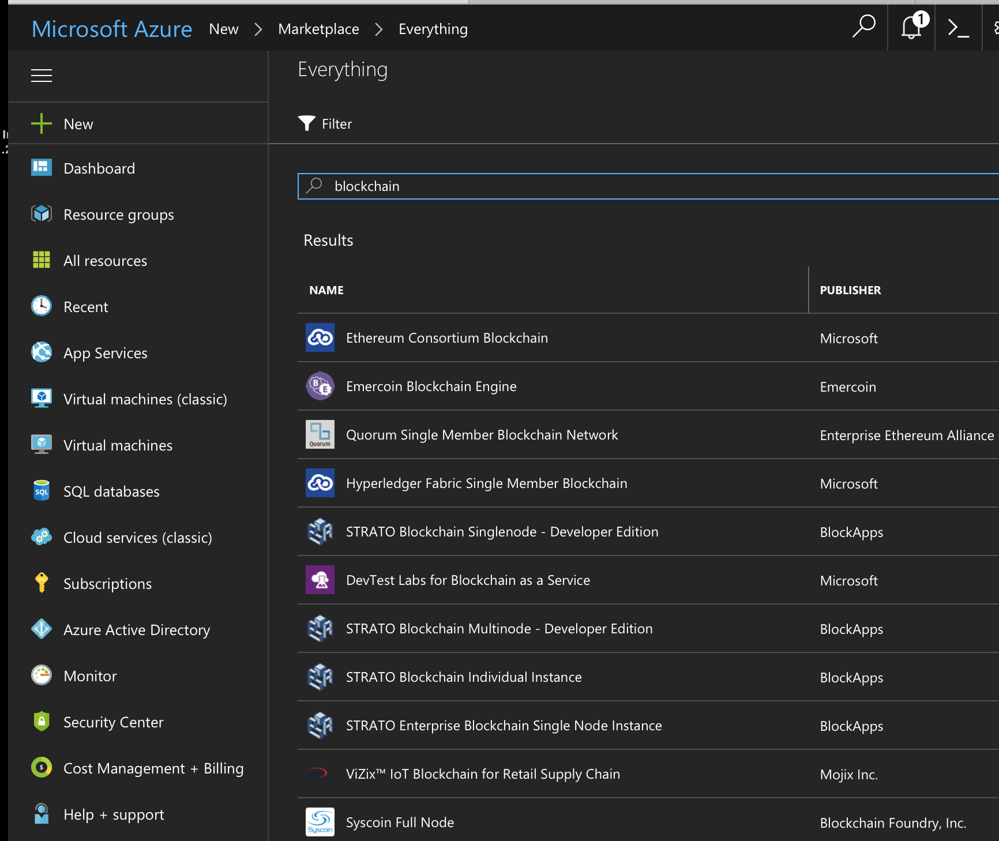 Microsoft Azure New > Marketplace > Everything
1
Everything
New
Filter
Dashboard
blockchain
Resource groups
Results
All resources
NAME PUBLISHER
Recent
Ethereum Consortium Blockchain Microsoft
App Services
Emercoin Blockchain Engine Emercoin
Virtual machines (classic)
Quorum
Quorum Single Member Blockchain Network Enterprise Ethereum Alliance
Virtual machines
Hyperledger Fabric Single Member Blockchain Microsoft
SQL
SQL databases
STRATO Blockchain Singlenode - Developer Edition BlockApps
Cloud services (classic)
DevTest Labs for Blockchain as a Service Microsoft
Subscriptions
STRATO Blockchain Multinode - Developer Edition BlockApps
Azure Active Directory
STRATO Blockchain Individual Instance BlockApps
Monitor
STRATO Enterprise Blockchain Single Node Instance BlockApps
Security Center
ViZix™ IoT Blockchain for Retail Supply Chain Mojix Inc.
Cost Management + Billing
Syscoin
Syscoin Full Node Blockchain Foundry, Inc.
Help + support